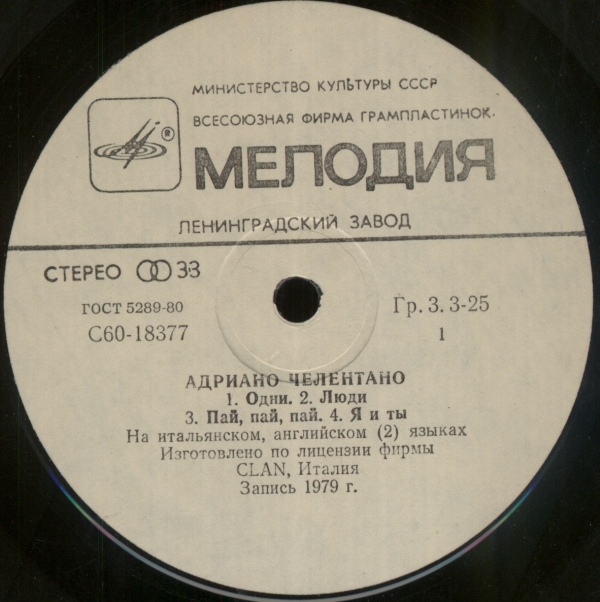 МИНИСТЕРСТВО КУЛЬТУРЫ СССР
ВСЕСОЮЗНАЯ ФИРМА ГРАМПЛАСТИНОК.
®
МЕЛОДИЯ
ЛЕНИНГРАДСКИЙ ЗАВОД
СТЕРЕО 33
ГОСТ 5289-80 Гр. 3. 3-25
С60-18377 1
АДРИАНО ЧЕЛЕНТАНО
1. Одни. 2. Люди
3. Пай, пай, пай. 4. Я и ты
На итальянском, английском (2) языках
Изготовлено по лицензии фирмы
CLAN, Италия
Запись 1979 г.